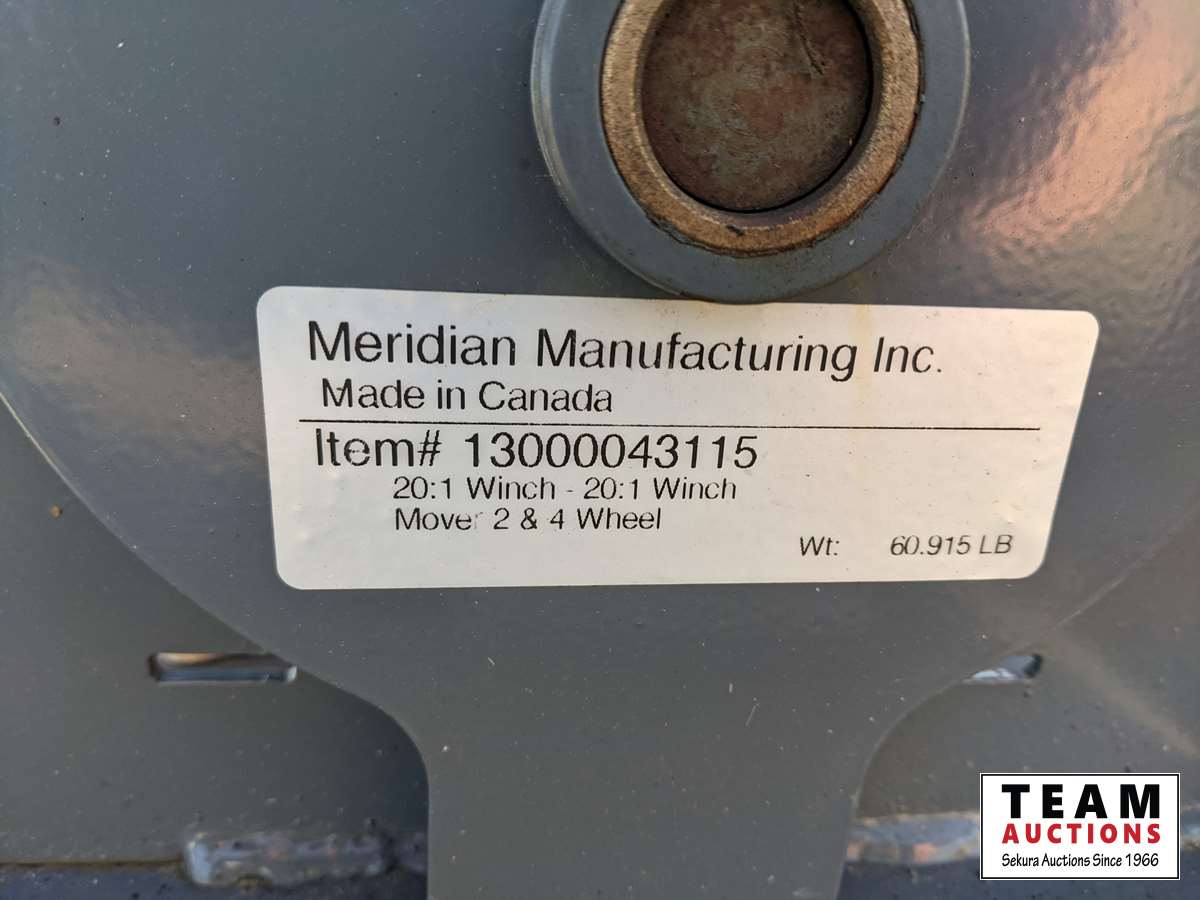 Meridian Manufacturing Inc.
Made in Canada
Item# 13000043115
20:1 Winch - 20:1 Winch
Mover 2 & 4 Wheel
Wt: 60.915 LB
TEAM
AUCTIONS
Sekura Auctions Since 1966